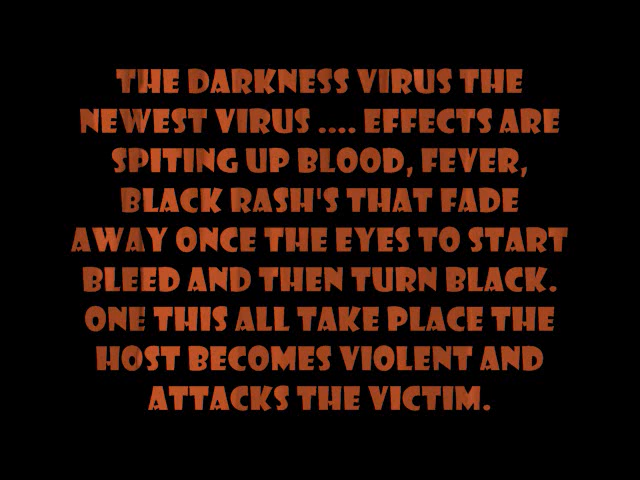 THE DARKNESS VIRUS THE
NEWEST VIRUS .... EFFECTS ARE
SPITING UP BLOOD, FEVER,
BLACK RASH'S THAT FADE
AWAY ONCE THE EYES TO START
BLEED AND THEN TURN BLACK.
ONE THIS ALL TAKE PLACE THE
HOST BECOMES VIOLENT AND
ATTACKS THE VICTIM.